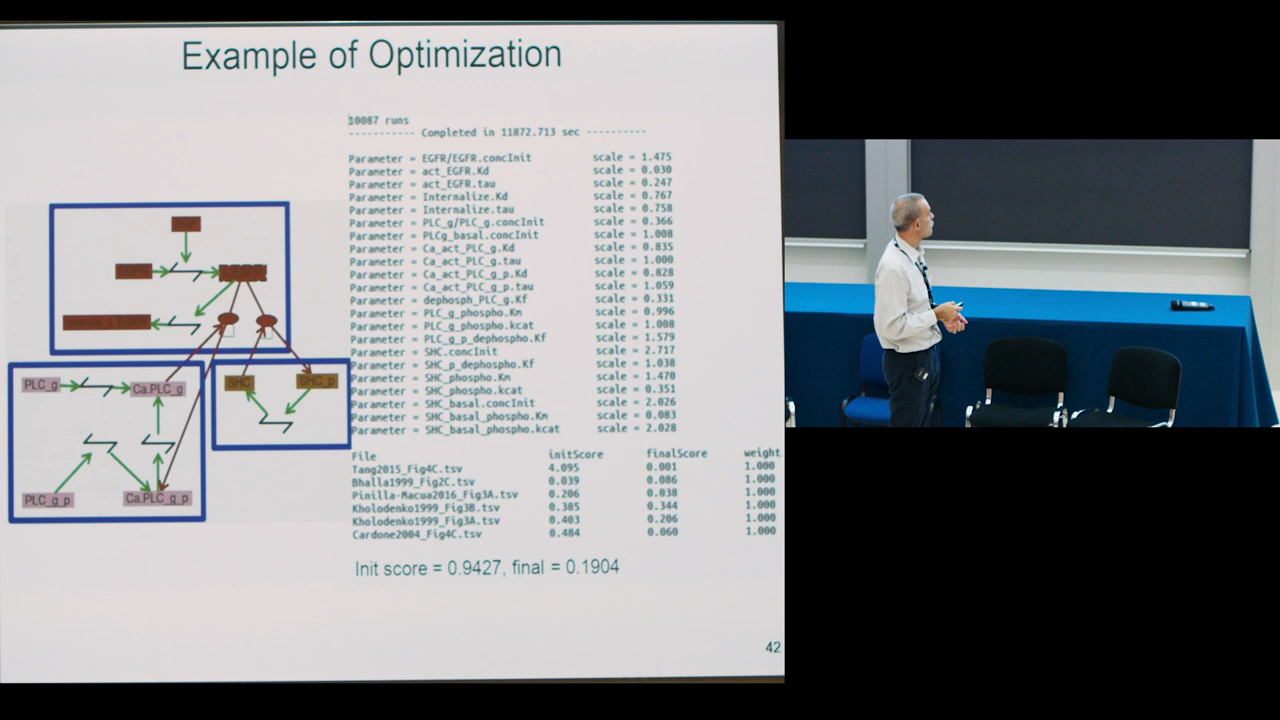 Example of Optimization
10087 runs
----------- Completed in 11872.713 sec ----------
Parameter = EGFR/EGFR.concInit scale = 1.475
Parameter = act_EGFR.Kd scale = 0.030
Parameter = act_EGFR.tau scale = 0.247
Parameter = Internalize.Kd scale = 0.767
Parameter = Internalize.tau scale = 0.758
Parameter = PLC_g/PLC_g.concInit scale = 0.366
Parameter = PLCg_basal.concInit scale = 1.008
Parameter = Ca_act_PLC_g.Kd scale = 0.835
Parameter = Ca_act_PLC_g.tau scale = 1.000
Parameter = Ca_act_PLC_g_p.Kd scale = 0.828
Parameter = Ca_act_PLC_g_p.tau scale = 1.059
Parameter = dephosph_PLC_g.Kf scale = 0.331
Parameter = PLC_g_phospho.Km scale = 0.996
Parameter = PLC_g_phospho.kcat scale = 1.008
Parameter = PLC_g_p_dephospho.Kf scale = 1.579
Parameter = SHC.concInit scale = 2.717
Parameter = SHC_p_dephospho.Kf scale = 1.038
Parameter = SHC_phospho.Km scale = 1.470
Parameter = SHC_phospho.kcat scale = 0.351
Parameter = SHC_basal.concInit scale = 2.026
Parameter = SHC_basal_phospho.Km scale = 0.083
Parameter = SHC_basal_phospho.kcat scale = 2.028
File initScore finalScore weight
Tang2015_Fig4C.tsv 4.095 0.001 1.000
Bhalla1999_Fig2C.tsv 0.039 0.086 1.000
Pinilla-Macua2016_Fig3A.tsv 0.206 0.038 1.000
Kholodenko1999_Fig3B.tsv 0.385 0.344 1.000
Kholodenko1999_Fig3A.tsv 0.403 0.206 1.000
Cardone2004_Fig4C.tsv 0.484 0.060 1.000
Init score = 0.9427, final = 0.1904
PLC_g
Ca.PLC_g
SHC
SHC_p
PLC_g_p
Ca.PLC_g_p
42